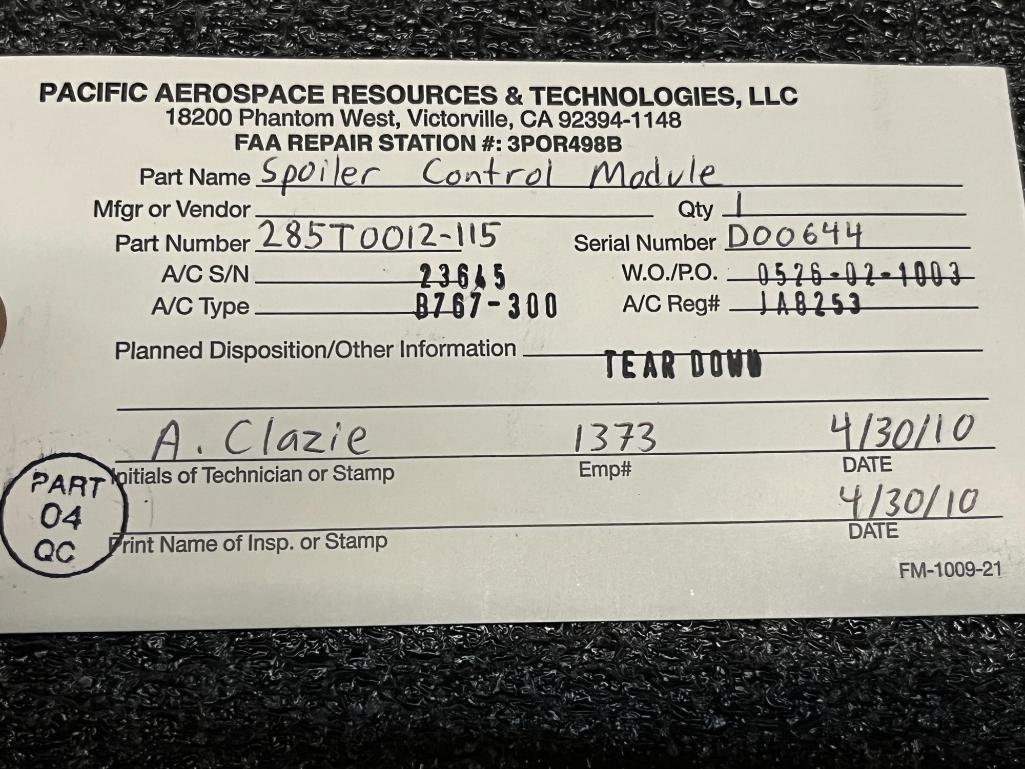 PACIFIC AEROSPACE RESOURCES & TECHNOLOGIES, LLC
18200 Phantom West, Victorville, CA 92394-1148
FAA REPAIR STATION #: 3POR498B
Part Name Spoiler Control Module
Mfgr or Vendor Qty 1
Part Number 285T0012-115 Serial Number D00644
A/C S/N 23645 W.O./P.O. 0526-02-1003
A/C Type B767-300 A/C Reg# JA8253
Planned Disposition/Other Information TEAR DOWN
A. Clazie 1373 4/30/10
Initials of Technician or Stamp Emp# DATE
PART
04
QC
4/30/10
Print Name of Insp. or Stamp DATE
FM-1009-21